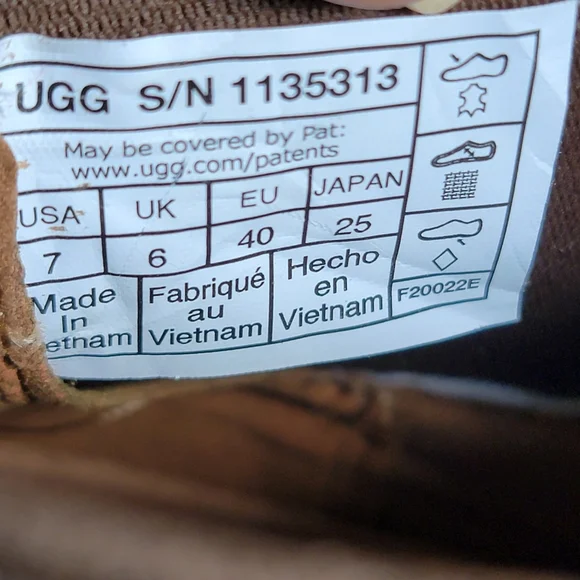 UGG S/N 1135313
May be covered by Pat:
www.ugg.com/patents
USA UK EU JAPAN
7 6 40 25
Made In etnam
Fabriqué au Vietnam
Hecho en Vietnam
F20022E